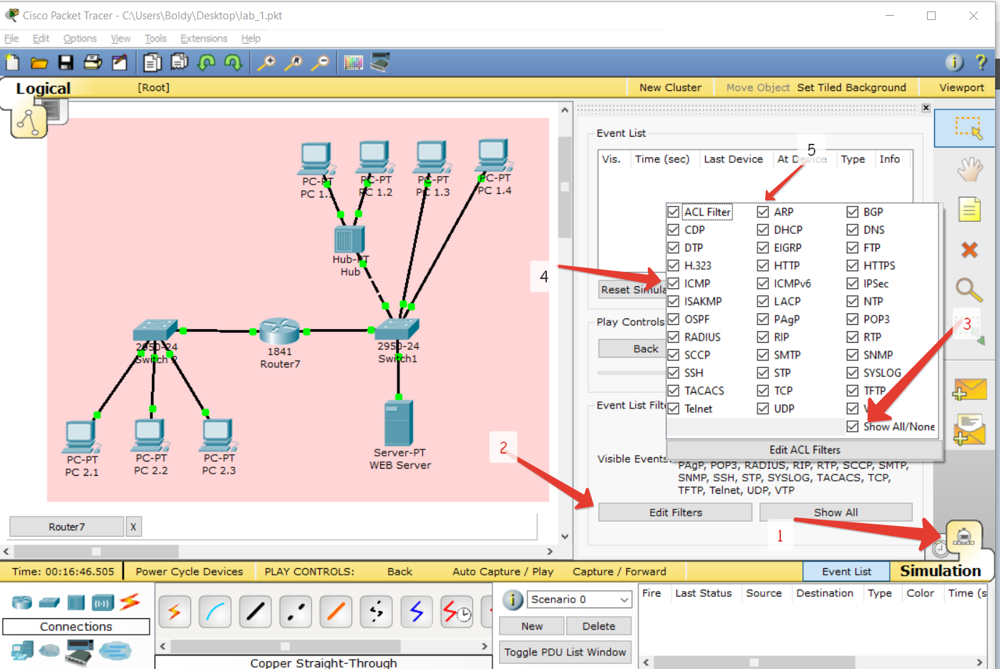 Cisco Packet Tracer - C:\Users\Boldy\Desktop\lab_1.pkt
File Edit Options View Tools Extensions Help
Logical [Root] New Cluster Move Object Set Tiled Background Viewport
PC-PT
PC 1.1
PC-PT
PC 1.2
PC-PT
PC 1.3
PC-PT
PC 1.4
Hub-PT
Hub
2950-24
Switch 2
1841
Router7
2950-24
Switch1
PC-PT
PC 2.1
PC-PT
PC 2.2
PC-PT
PC 2.3
Server-PT
WEB Server
Router7 X
Event List
Vis. Time (sec) Last Device At Device Type Info
5
ACL Filter ARP BGP
CDP DHCP DNS
DTP EIGRP FTP
H.323 HTTP HTTPS
4
ICMP ICMPv6 IPSec
ISAKMP LACP NTP
OSPF PAgP POP3
3
RADIUS RIP RTP
SCCP SMTP SNMP
SSH STP SYSLOG
TACACS TCP TFTP
Telnet UDP V
Show All/None
Edit ACL Filters
Reset Simula
Play Controls
Back
Event List Filte
Visible Events:
PAgP, POP3, RADIUS, RIP, RTP, SCCP, SMTP,
SNMP, SSH, STP, SYSLOG, TACACS, TCP,
TFTP, Telnet, UDP, VTP
2
Edit Filters Show All
1
Time: 00:16:46.505 Power Cycle Devices PLAY CONTROLS: Back Auto Capture / Play Capture / Forward Event List Simulation
Connections
Copper Straight-Through
Scenario 0
New Delete
Toggle PDU List Window
Fire Last Status Source Destination Type Color Time (s